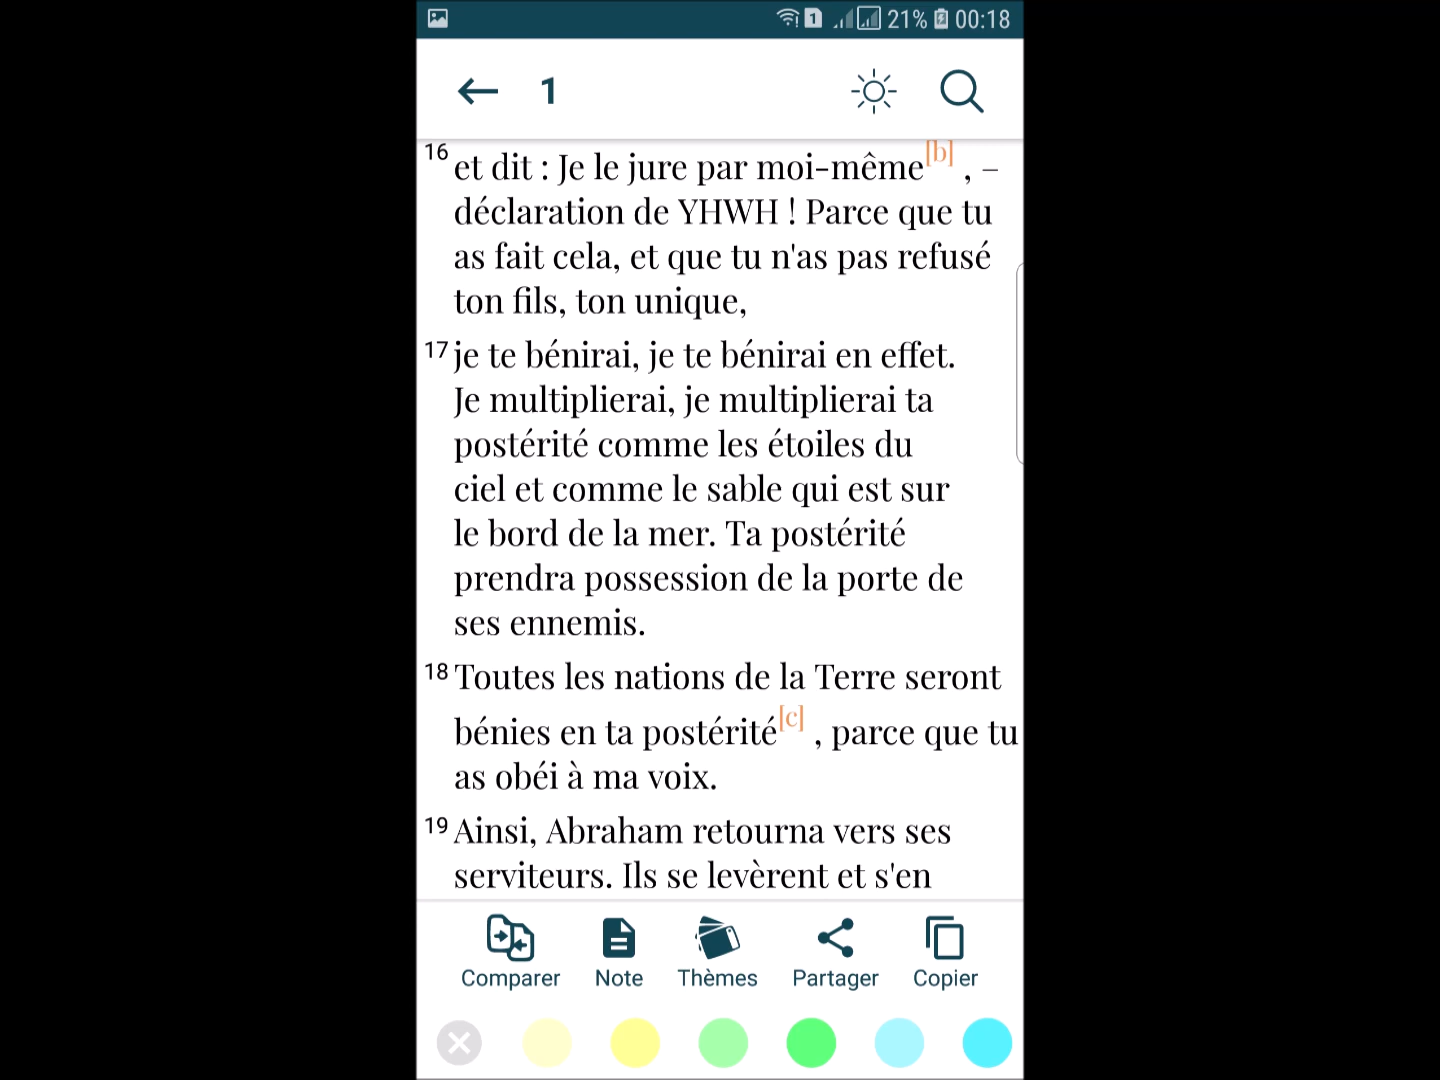 1 21% 00:18
1
16 et dit : Je le jure par moi-même[b] , –
déclaration de YHWH ! Parce que tu
as fait cela, et que tu n'as pas refusé
ton fils, ton unique,
17 je te bénirai, je te bénirai en effet.
Je multiplierai, je multiplierai ta
postérité comme les étoiles du
ciel et comme le sable qui est sur
le bord de la mer. Ta postérité
prendra possession de la porte de
ses ennemis.
18 Toutes les nations de la Terre seront
bénies en ta postérité[c] , parce que tu
as obéi à ma voix.
19 Ainsi, Abraham retourna vers ses
serviteurs. Ils se levèrent et s'en
Comparer Note Thèmes Partager Copier